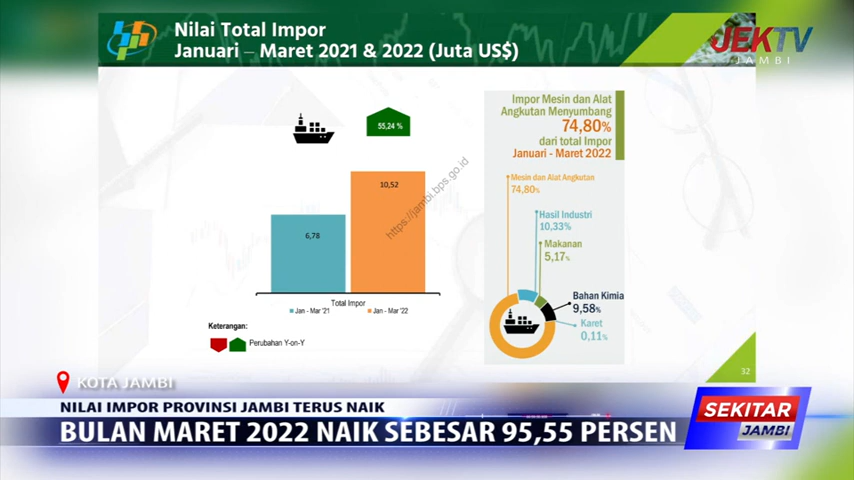 Nilai Total Impor
Januari – Maret 2021 & 2022 (Juta US$)
JEKTV
JAMBI
55,24 %
10,52
6,78
https://jambi.bps.go.id
Total Impor
Jan - Mar '21
Jan - Mar '22
Keterangan:
Perubahan Y-on-Y
Impor Mesin dan Alat
Angkutan Menyumbang
74,80%
dari total Impor
Januari - Maret 2022
Mesin dan Alat Angkutan
74,80%
Hasil Industri
10,33%
Makanan
5,17%
Bahan Kimia
9,58%
Karet
0,11%
32
KOTA JAMBI
NILAI IMPOR PROVINSI JAMBI TERUS NAIK
BULAN MARET 2022 NAIK SEBESAR 95,55 PERSEN
SEKITAR
JAMBI